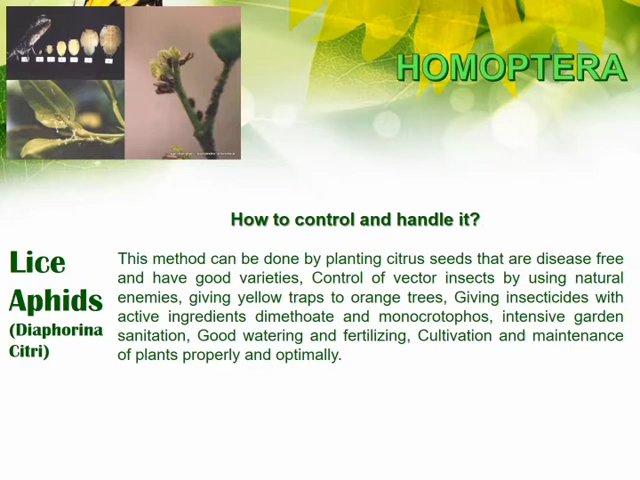 HOMOPTERA
How to control and handle it?
Lice
Aphids
(Diaphorina
Citri)
This method can be done by planting citrus seeds that are disease free
and have good varieties, Control of vector insects by using natural
enemies, giving yellow traps to orange trees, Giving insecticides with
active ingredients dimethoate and monocrotophos, intensive garden
sanitation, Good watering and fertilizing, Cultivation and maintenance
of plants properly and optimally.